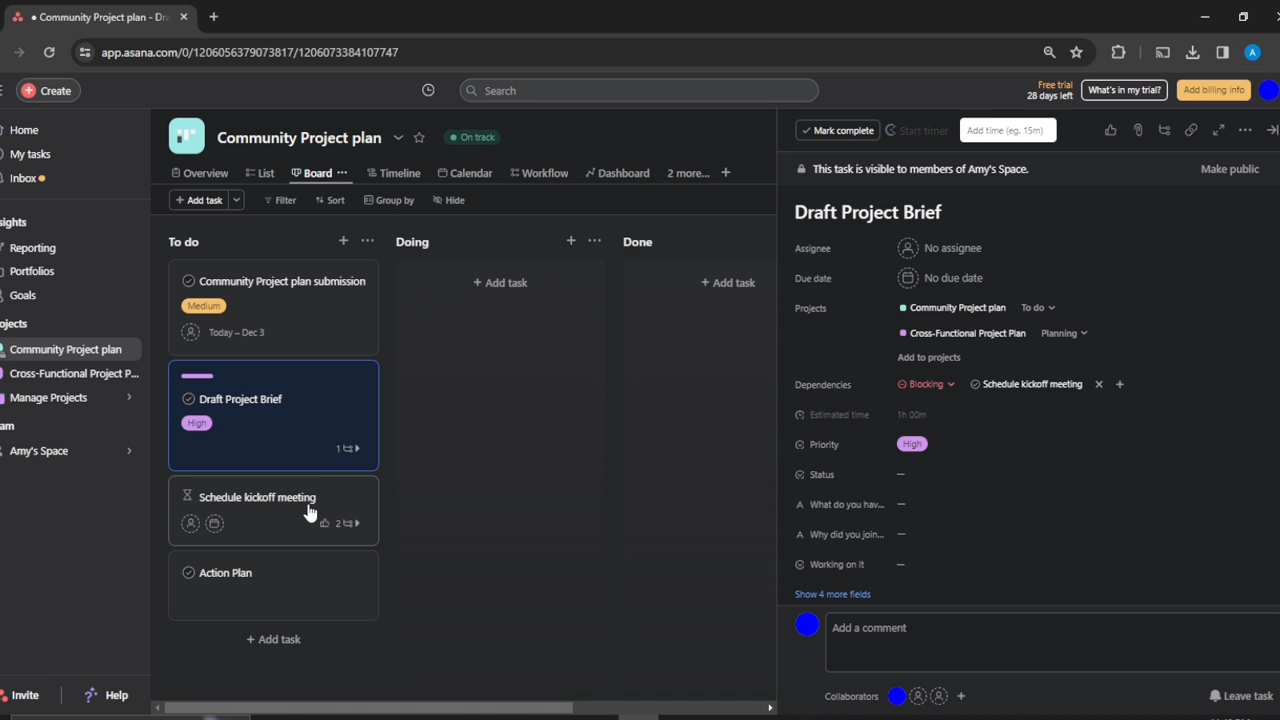 Community Project plan - Dra
app.asana.com/0/1206056379073817/1206073384107747
A
Create
Search
Free trial
28 days left
What's in my trial?
Add billing info
Home
My tasks
Inbox
sights
Reporting
Portfolios
Goals
ojects
Community Project plan
Cross-Functional Project P...
Manage Projects
am
Amy's Space
Invite
Help
Community Project plan
On track
Overview
List
Board
Timeline
Calendar
Workflow
Dashboard
2 more...
+ Add task
Filter
Sort
Group by
Hide
To do
Community Project plan submission
Medium
Today – Dec 3
Draft Project Brief
High
1
Schedule kickoff meeting
2
Action Plan
+ Add task
Doing
+ Add task
Done
+ Add task
Mark complete
Start timer
Add time (eg. 15m)
This task is visible to members of Amy's Space.
Make public
Draft Project Brief
Assignee
No assignee
Due date
No due date
Projects
Community Project plan To do
Cross-Functional Project Plan Planning
Add to projects
Dependencies
Blocking
Schedule kickoff meeting
Estimated time
1h 00m
Priority
High
Status
—
A What do you hav...
—
A Why did you join...
—
Working on it
—
Show 4 more fields
Add a comment
Collaborators
Leave task